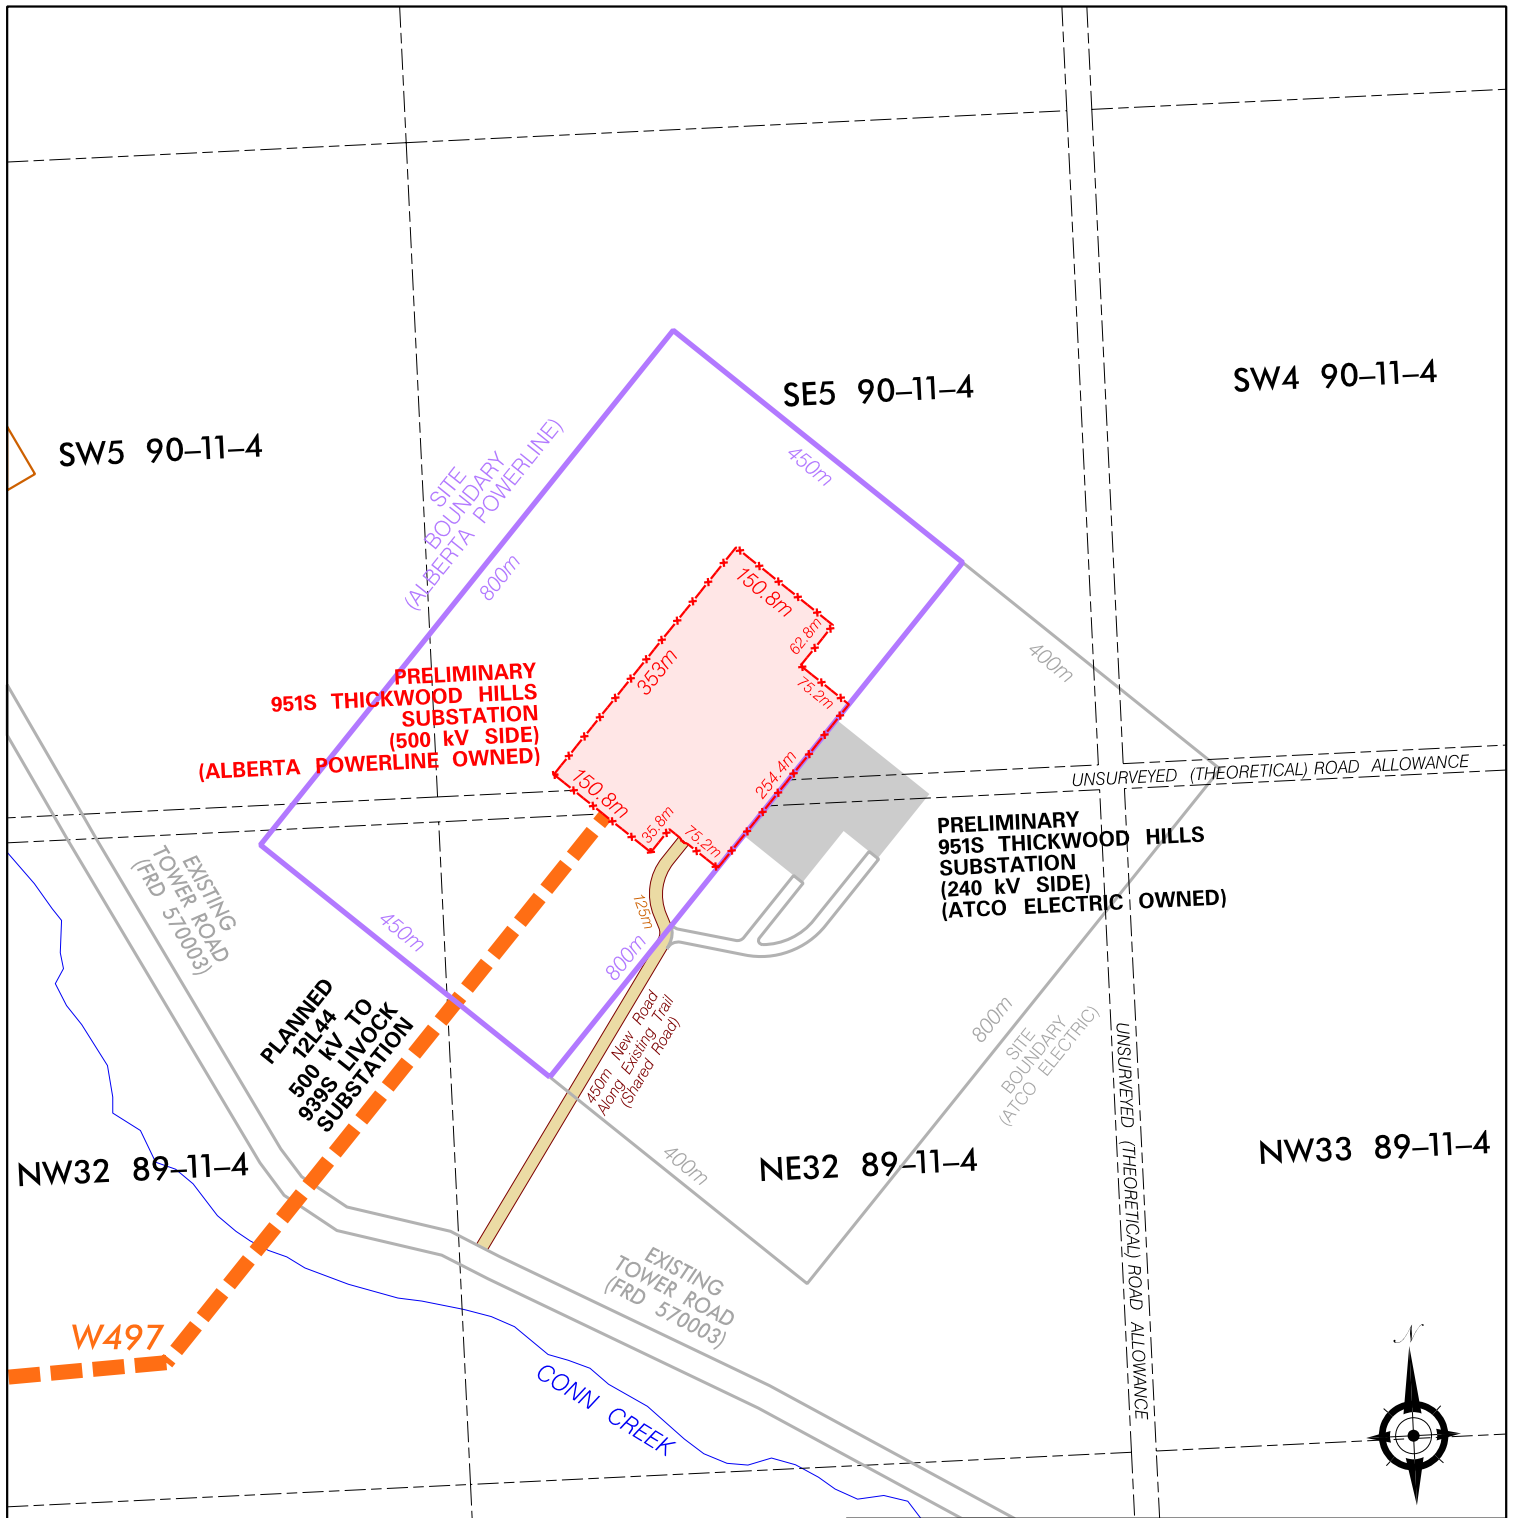 SE5 90–11–4
SW4 90–11–4
SW5 90–11–4
SITE
BOUNDARY
(ALBERTA POWERLINE)
800m
450m
150.8m
62.8m
75.2m
353m
254.4m
150.8m
35.8m
75.2m
400m
PRELIMINARY
951S THICKWOOD HILLS
SUBSTATION
(500 kV SIDE)
(ALBERTA POWERLINE OWNED)
UNSURVEYED (THEORETICAL) ROAD ALLOWANCE
PRELIMINARY
951S THICKWOOD HILLS
SUBSTATION
(240 kV SIDE)
(ATCO ELECTRIC OWNED)
EXISTING
TOWER ROAD
(FRD 570003)
450m
125m
800m
PLANNED
12L44
500 kV TO
939S LIVOCK
SUBSTATION
450m New Road
Along Existing Trail
(Shared Road)
800m
SITE
BOUNDARY
(ATCO ELECTRIC)
UNSURVEYED (THEORETICAL) ROAD ALLOWANCE
NW32 89–11–4
400m
NE32 89–11–4
NW33 89–11–4
EXISTING
TOWER ROAD
(FRD 570003)
W497
CONN CREEK
N